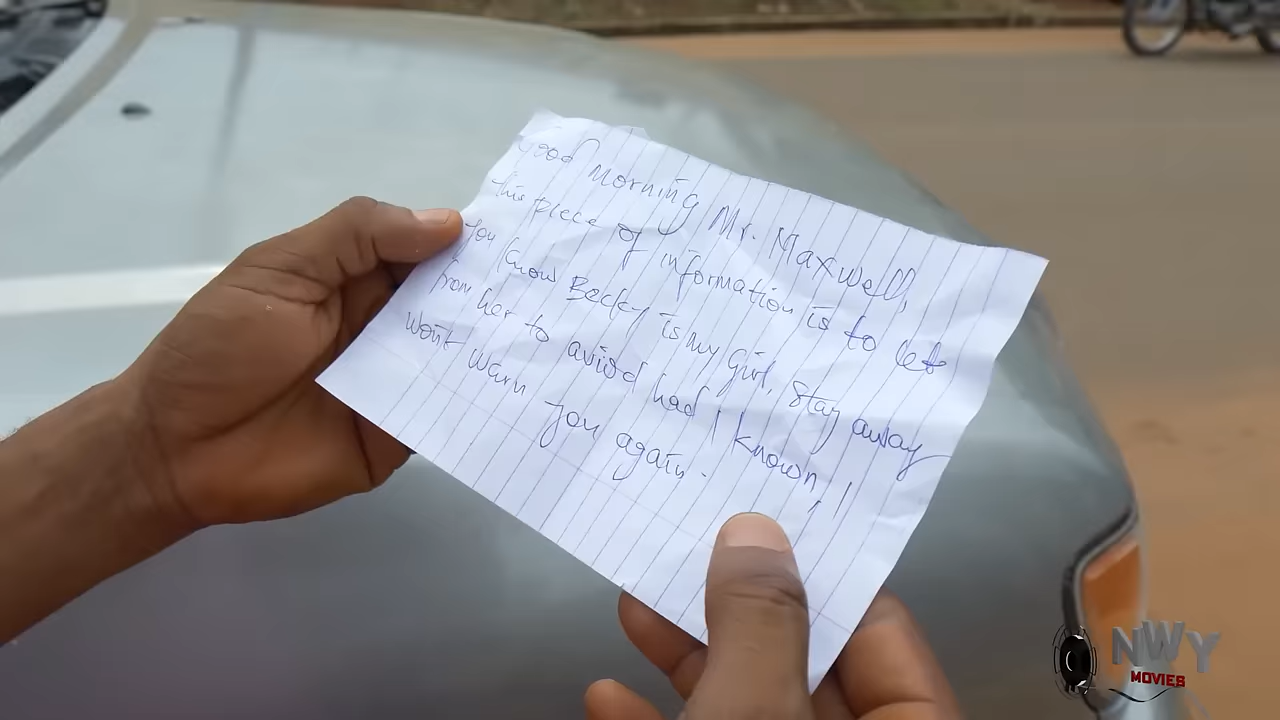 Good morning Mr. Maxwell,
this piece of information is to let
you know Becky is my girl, stay away
from her to avoid had I known, I
wont warn you again.
NWY
MOVIES